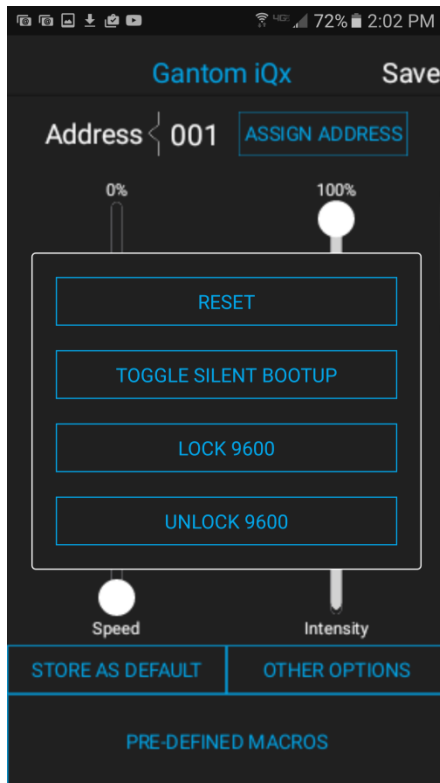 72% 2:02 PM
Gantom iQx Save
Address 001 ASSIGN ADDRESS
0% 100%
RESET
TOGGLE SILENT BOOTUP
LOCK 9600
UNLOCK 9600
Speed Intensity
STORE AS DEFAULT OTHER OPTIONS
PRE-DEFINED MACROS